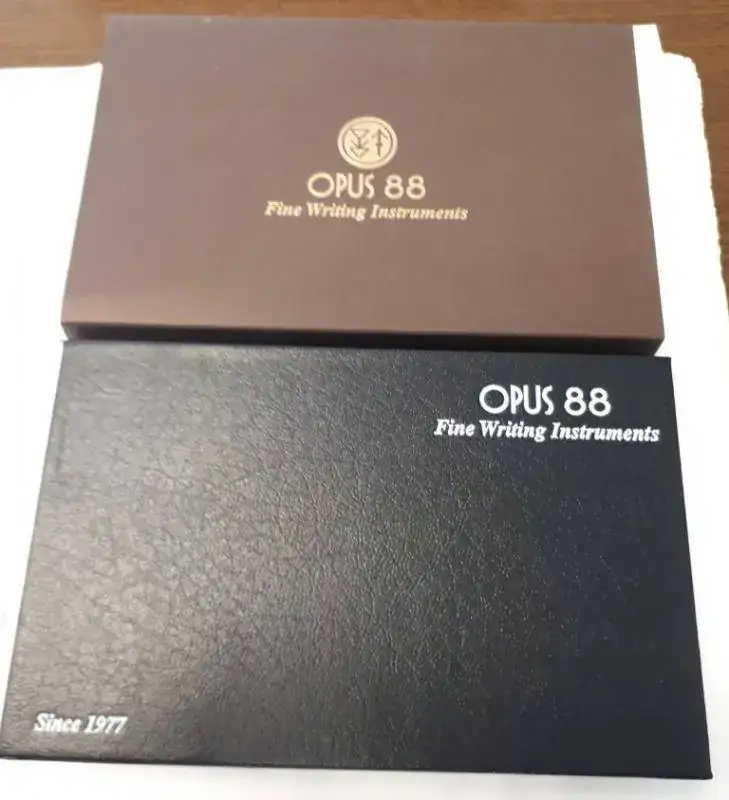 OPUS 88
Fine Writing Instruments
OPUS 88
Fine Writing Instruments
Since 1977